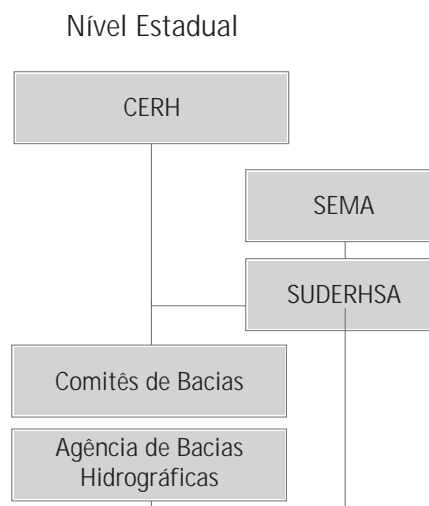 Nível Estadual
CERH
SEMA
SUDERHSA
Comitês de Bacias
Agência de Bacias
Hidrográficas